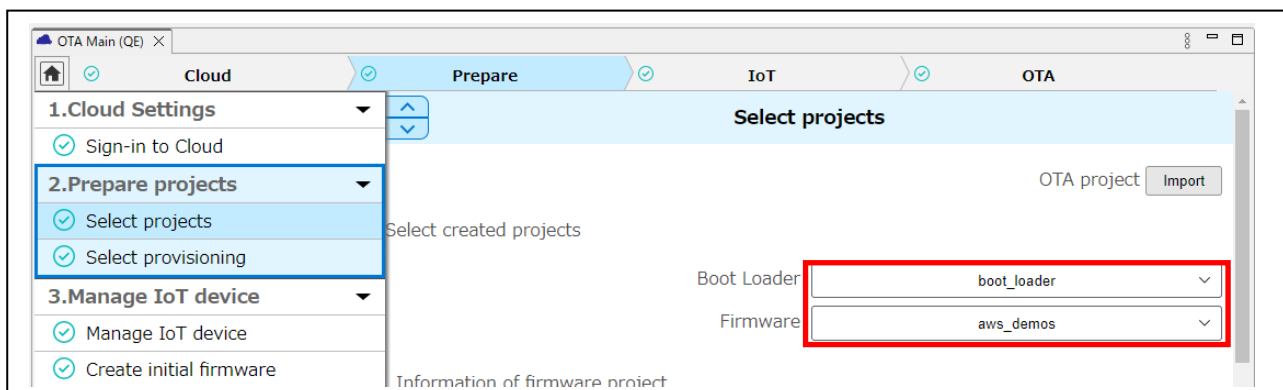 OTA Main (QE)
Cloud
Prepare
IoT
OTA
1.Cloud Settings
Sign-in to Cloud
2.Prepare projects
Select projects
Select provisioning
3.Manage IoT device
Manage IoT device
Create initial firmware
Select projects
OTA project Import
Select created projects
Boot Loader boot_loader
Firmware aws_demos
Information of firmware project